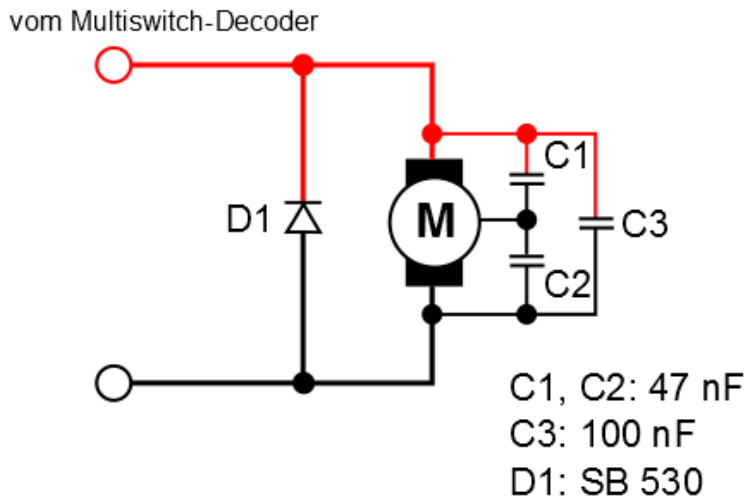 vom Multiswitch-Decoder
C1
D1
M
C3
C2
C1, C2: 47 nF
C3: 100 nF
D1: SB 530